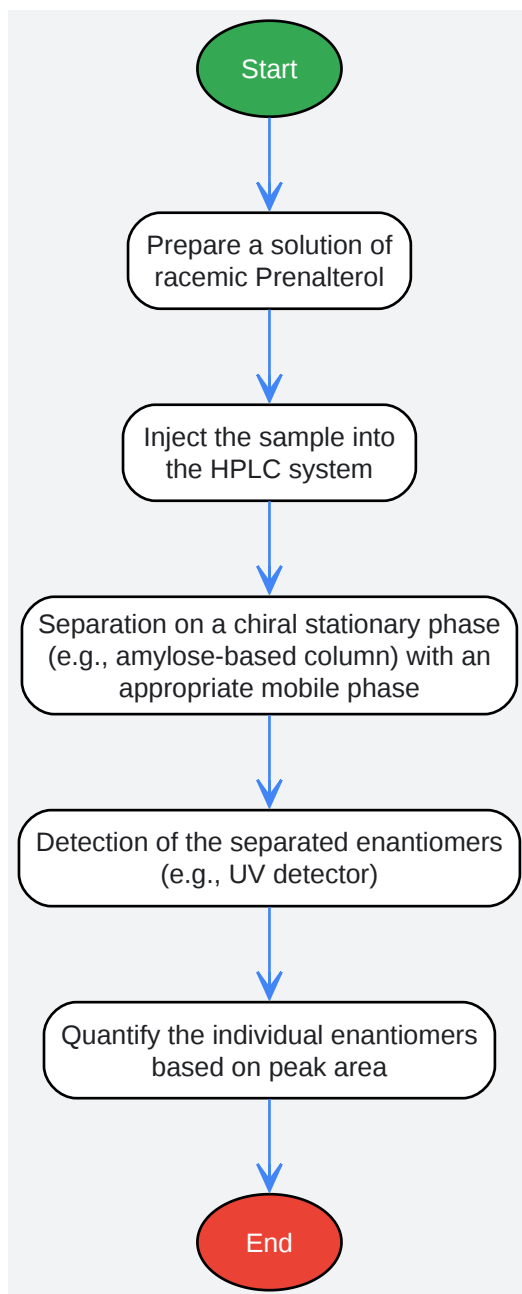 Start
Prepare a solution of
racemic Prenalterol
Inject the sample into
the HPLC system
Separation on a chiral stationary phase
(e.g., amylose-based column) with an
appropriate mobile phase
Detection of the separated enantiomers
(e.g., UV detector)
Quantify the individual enantiomers
based on peak area
End